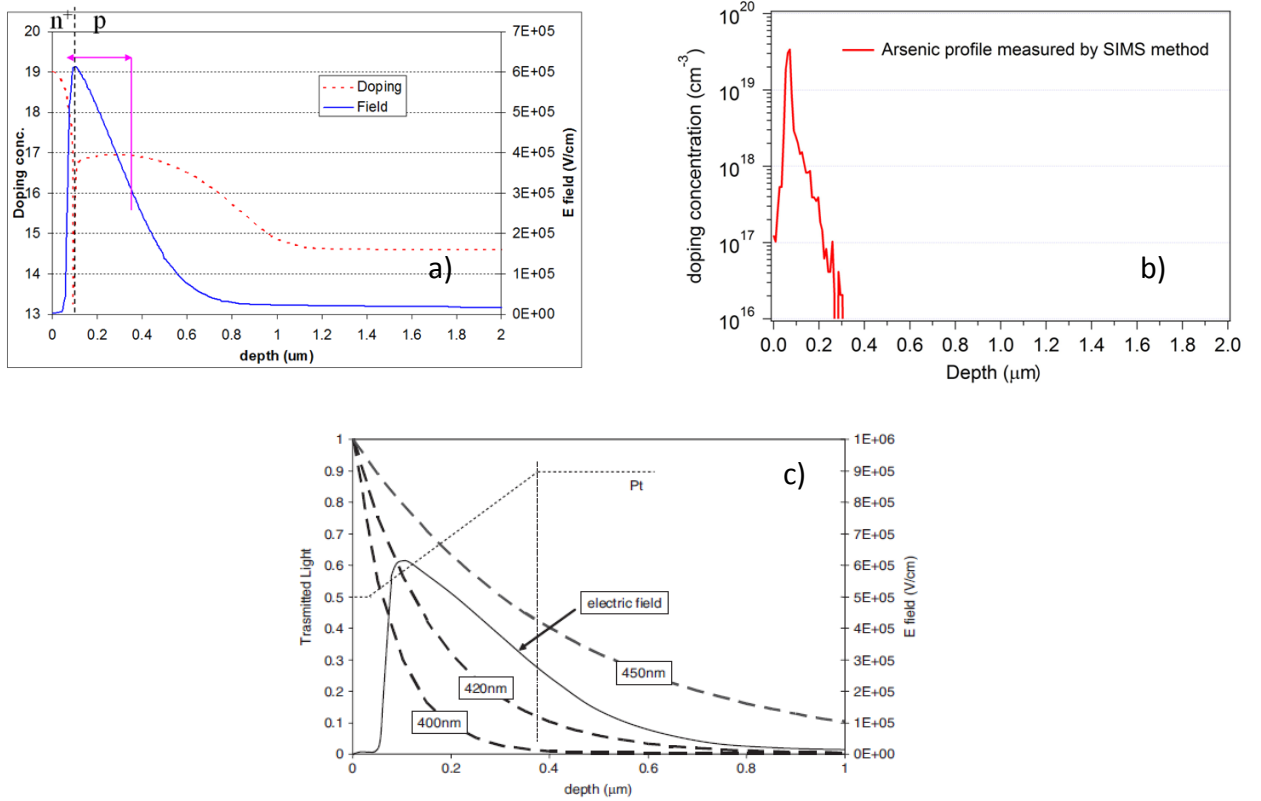 n+ p
20
19
18
17
16
15
14
13
Doping conc.
0
0.2
0.4
0.6
0.8
1
1.2
1.4
1.6
1.8
2
depth (um)
7E+05
6E+05
5E+05
4E+05
3E+05
2E+05
1E+05
0E+00
E field (V/cm)
Doping
Field
a)
10^20
10^19
10^18
10^17
10^16
doping concentration (cm^-3)
Arsenic profile measured by SIMS method
b)
0.0
0.2
0.4
0.6
0.8
1.0
1.2
1.4
1.6
1.8
2.0
Depth (μm)
1
0.9
0.8
0.7
0.6
0.5
0.4
0.3
0.2
0.1
0
Trasmitted Light
c)
Pt
electric field
450nm
420nm
400nm
1E+06
9E+05
8E+05
7E+05
6E+05
5E+05
4E+05
3E+05
2E+05
1E+05
0E+00
E field (V/cm)
0
0.2
0.4
0.6
0.8
1
depth (μm)